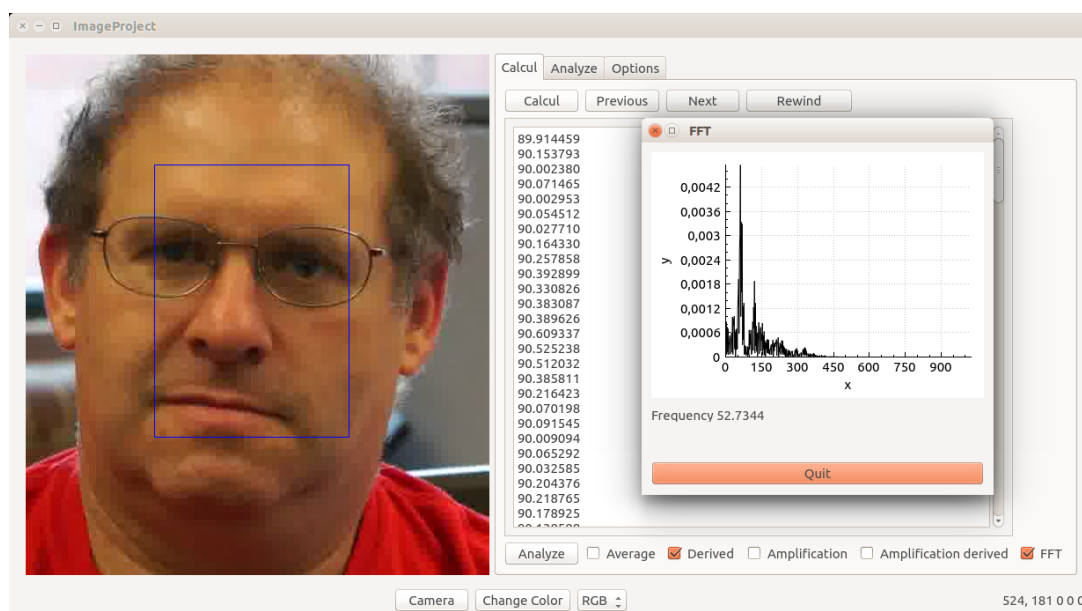 ImageProject
Calcul Analyze Options
Calcul Previous Next Rewind
89.914459
90.153793
90.002380
90.071465
90.002953
90.054512
90.027710
90.164330
90.257858
90.392899
90.330826
90.383087
90.389626
90.609337
90.525238
90.512032
90.385811
90.216423
90.070198
90.091545
90.009094
90.065292
90.032585
90.204376
90.218765
90.178925
FFT
0,0042
0,0036
0,003
0,0024
0,0018
0,0012
0,0006
0
y
0 150 300 450 600 750 900
x
Frequency 52.7344
Quit
Analyze Average Derived Amplification Amplification derived FFT
Camera Change Color RGB
524, 181 0 0